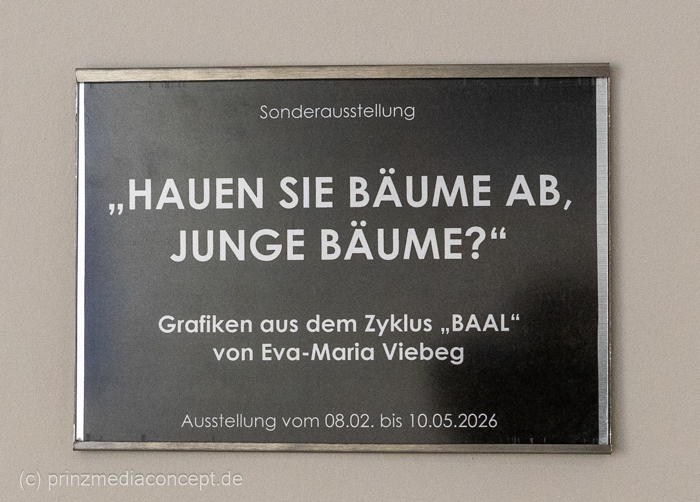 Sonderausstellung
„HAUEN SIE BÄUME AB,
JUNGE BÄUME?“
Grafiken aus dem Zyklus „BAAL“
von Eva-Maria Viebeg
Ausstellung vom 08.02. bis 10.05.2026
(c) prinzmediaconcept.de